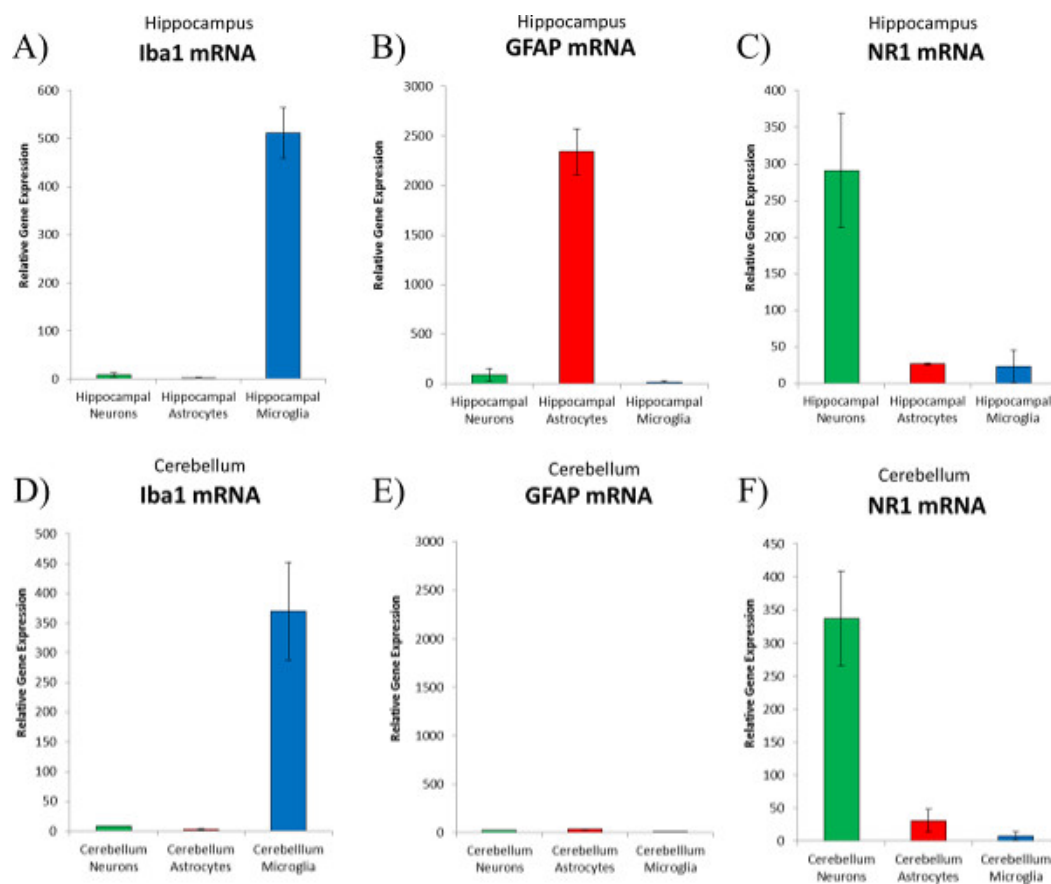 A)
Hippocampus
Iba1 mRNA
Relative Gene Expression
600
500
400
300
200
100
0
Hippocampal Hippocampal Hippocampal
Neurons Astrocytes Microglia
B)
Hippocampus
GFAP mRNA
Relative Gene Expression
3000
2500
2000
1500
1000
500
0
Hippocampal Hippocampal Hippocampal
Neurons Astrocytes Microglia
C)
Hippocampus
NR1 mRNA
Relative Gene Expression
400
350
300
250
200
150
100
50
0
Hippocampal Hippocampal Hippocampal
Neurons Astrocytes Microglia
D)
Cerebellum
Iba1 mRNA
Relative Gene Expression
500
450
400
350
300
250
200
150
100
50
0
Cerebellum Cerebellum Cerebelllum
Neurons Astrocytes Microglia
E)
Cerebellum
GFAP mRNA
Relative Gene Expression
3000
2500
2000
1500
1000
500
0
Cerebellum Cerebellum Cerebelllum
Neurons Astrocytes Microglia
F)
Cerebellum
NR1 mRNA
Relative Gene Expression
450
400
350
300
250
200
150
100
50
0
Cerebellum Cerebellum Cerebelllum
Neurons Astrocytes Microglia